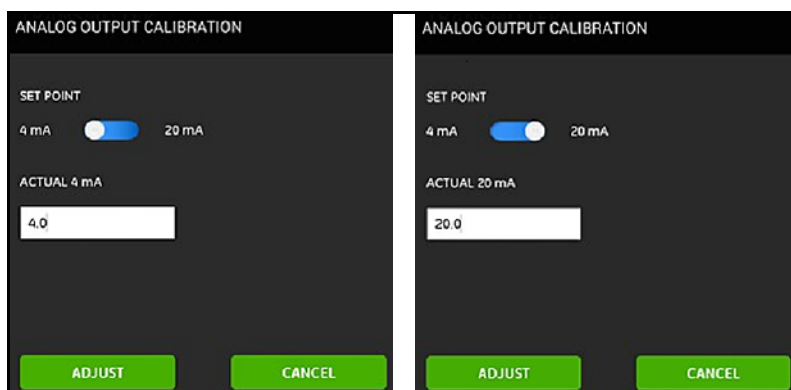 ANALOG OUTPUT CALIBRATION
SET POINT
4 mA 20 mA
ACTUAL 4 mA
4.0
ADJUST CANCEL
ANALOG OUTPUT CALIBRATION
SET POINT
4 mA 20 mA
ACTUAL 20 mA
20.0
ADJUST CANCEL